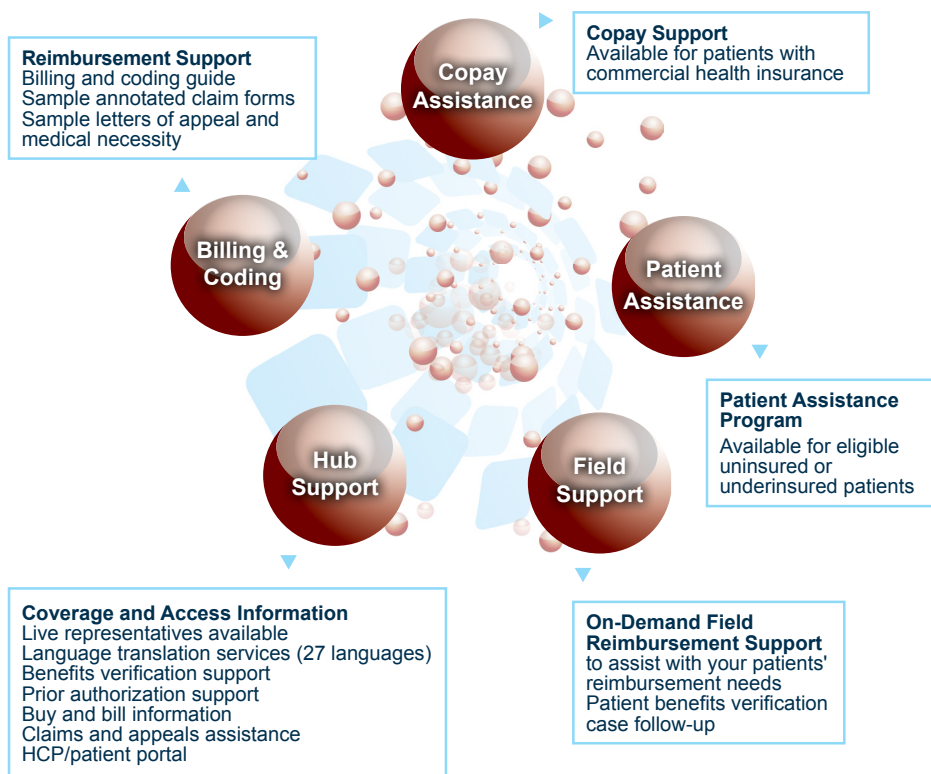 Reimbursement Support
Billing and coding guide
Sample annotated claim forms
Sample letters of appeal and
medical necessity
Copay
Assistance
Copay Support
Available for patients with
commercial health insurance
Billing &
Coding
Patient
Assistance
Patient Assistance
Program
Available for eligible
uninsured or
underinsured patients
Hub
Support
Field
Support
Coverage and Access Information
Live representatives available
Language translation services (27 languages)
Benefits verification support
Prior authorization support
Buy and bill information
Claims and appeals assistance
HCP/patient portal
On-Demand Field
Reimbursement Support
to assist with your patients'
reimbursement needs
Patient benefits verification
case follow-up